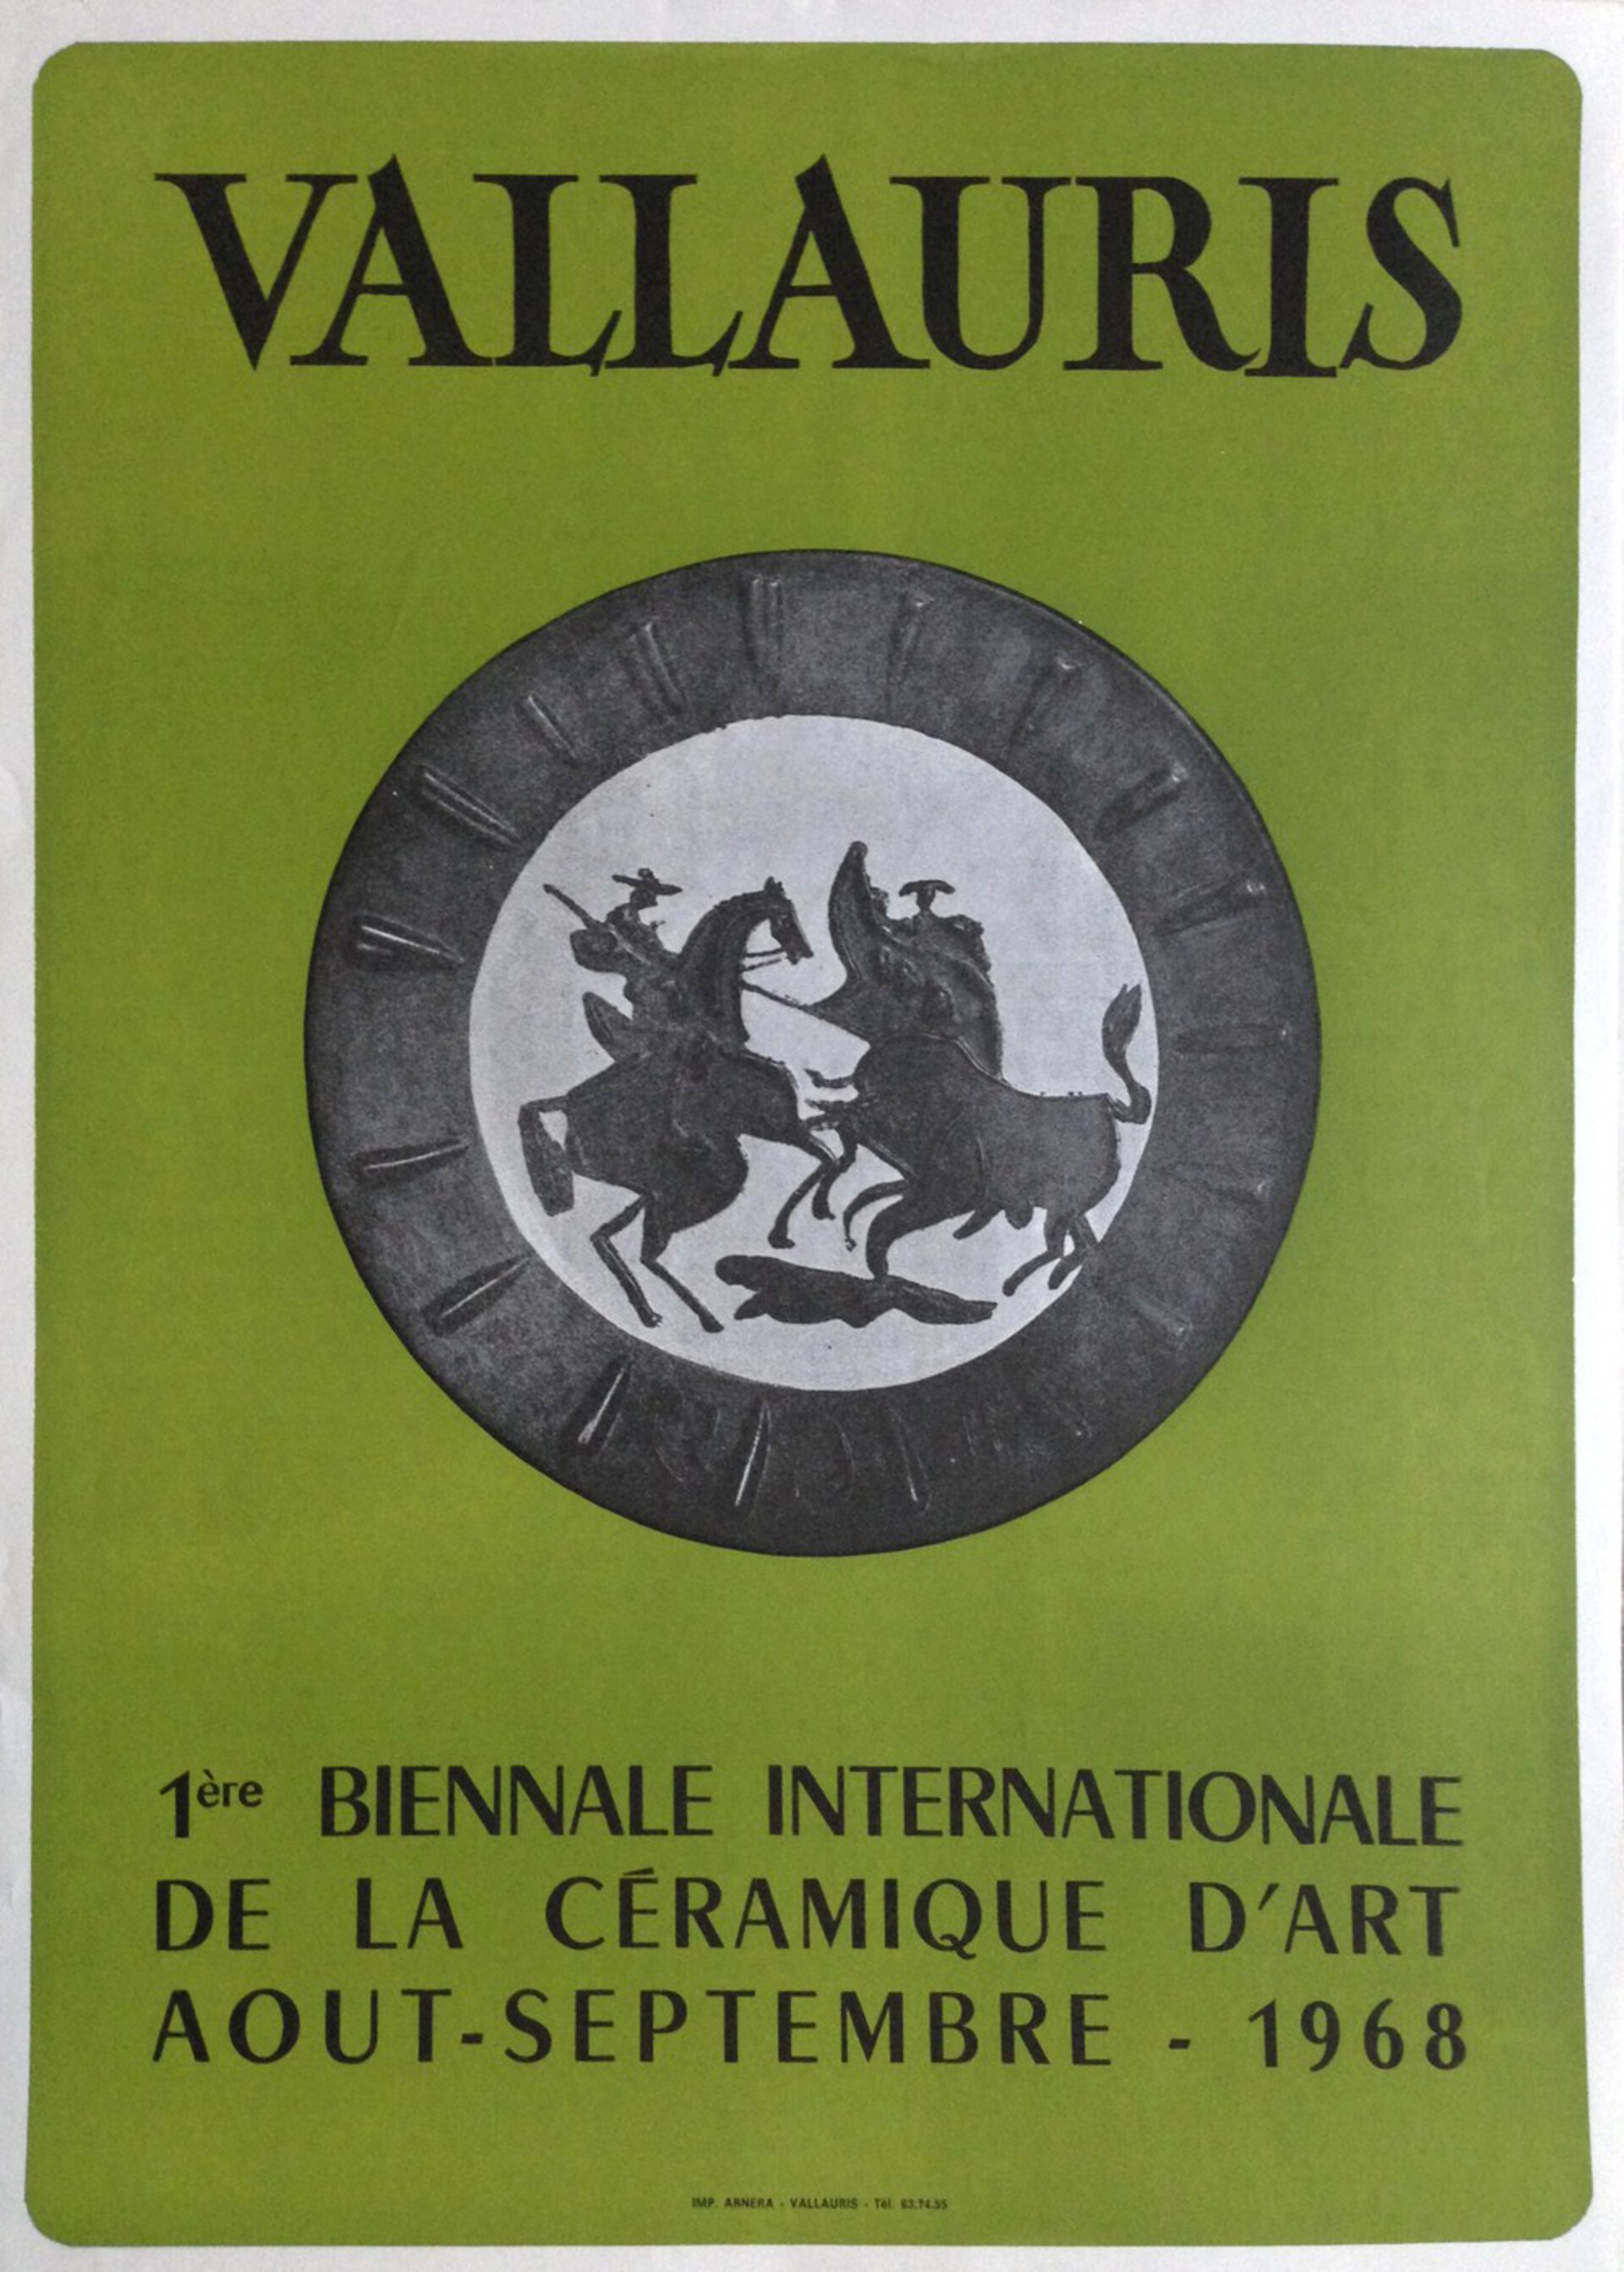 VALLAURIS
1ère BIENNALE INTERNATIONALE
DE LA CÉRAMIQUE D'ART
AOUT-SEPTEMBRE - 1968
IMP. ARNERA - VALLAURIS - Tél. 63.74.55